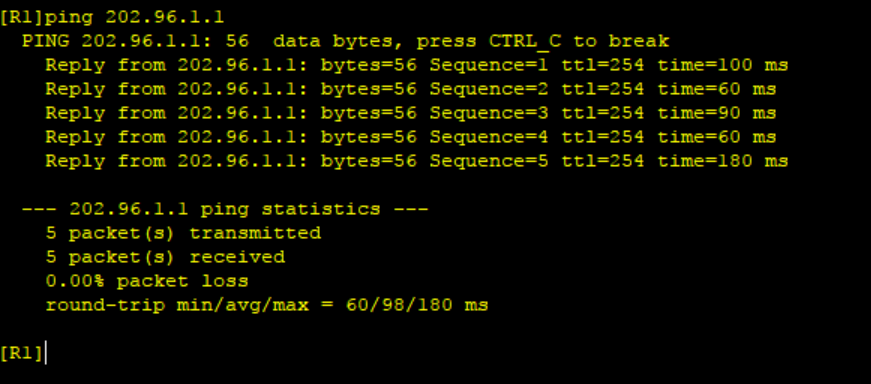 [R1]ping 202.96.1.1
  PING 202.96.1.1: 56  data bytes, press CTRL_C to break
    Reply from 202.96.1.1: bytes=56 Sequence=1 ttl=254 time=100 ms
    Reply from 202.96.1.1: bytes=56 Sequence=2 ttl=254 time=60 ms
    Reply from 202.96.1.1: bytes=56 Sequence=3 ttl=254 time=90 ms
    Reply from 202.96.1.1: bytes=56 Sequence=4 ttl=254 time=60 ms
    Reply from 202.96.1.1: bytes=56 Sequence=5 ttl=254 time=180 ms

  --- 202.96.1.1 ping statistics ---
    5 packet(s) transmitted
    5 packet(s) received
    0.00% packet loss
    round-trip min/avg/max = 60/98/180 ms

[R1]